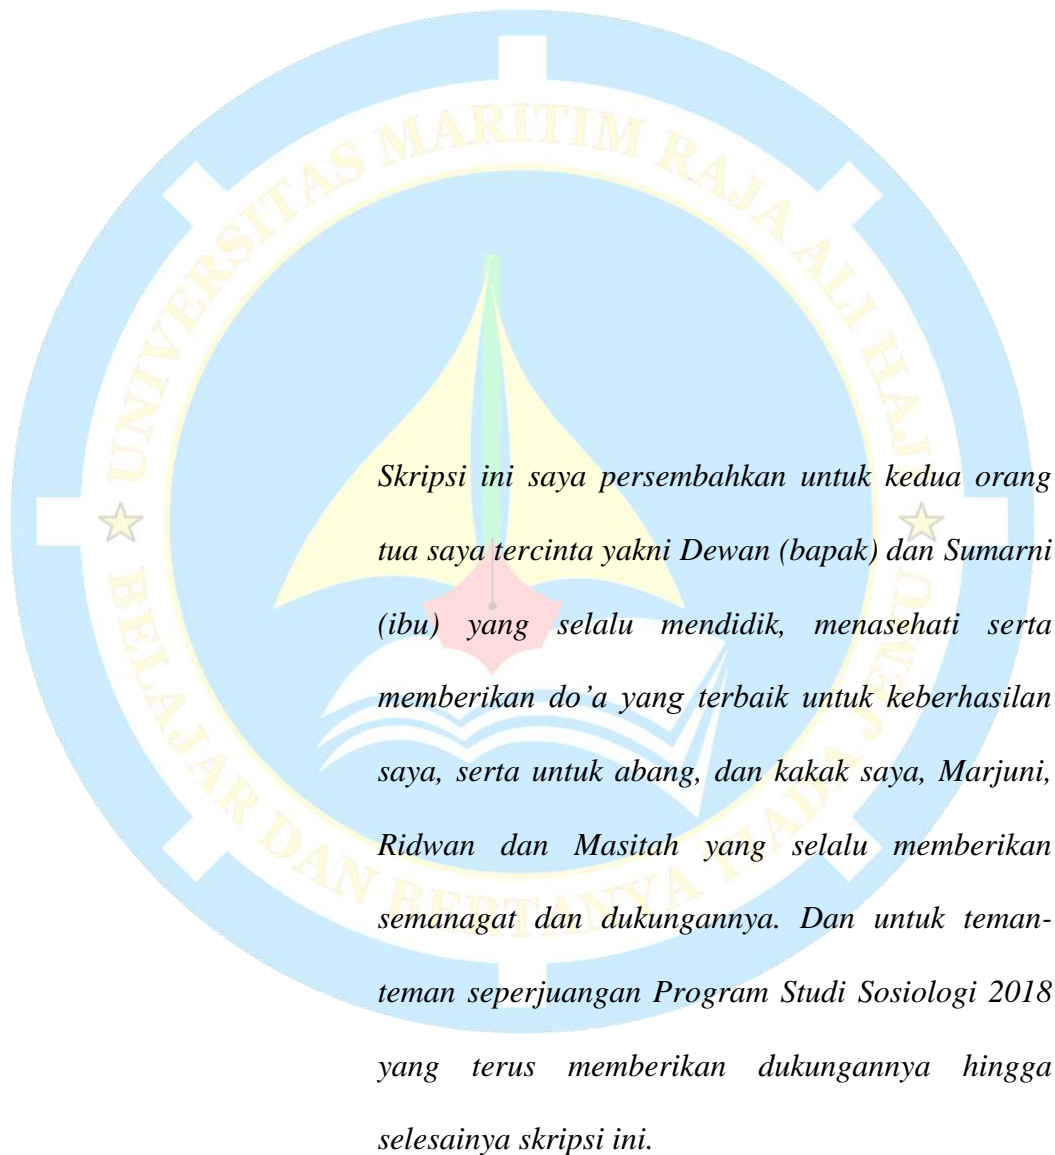 UNIVERSITAS MARITIM RAJA ALI HAJI
BELAJAR DAN BERTANYA TIADA JEMU
Skripsi ini saya persembahkan untuk kedua orang
tua saya tercinta yakni Dewan (bapak) dan Sumarni
(ibu) yang selalu mendidik, menasehati serta
memberikan do’a yang terbaik untuk keberhasilan
saya, serta untuk abang, dan kakak saya, Marjuni,
Ridwan dan Masitah yang selalu memberikan
semanagat dan dukungannya. Dan untuk teman-
teman seperjuangan Program Studi Sosiologi 2018
yang terus memberikan dukungannya hingga
selesainya skripsi ini.